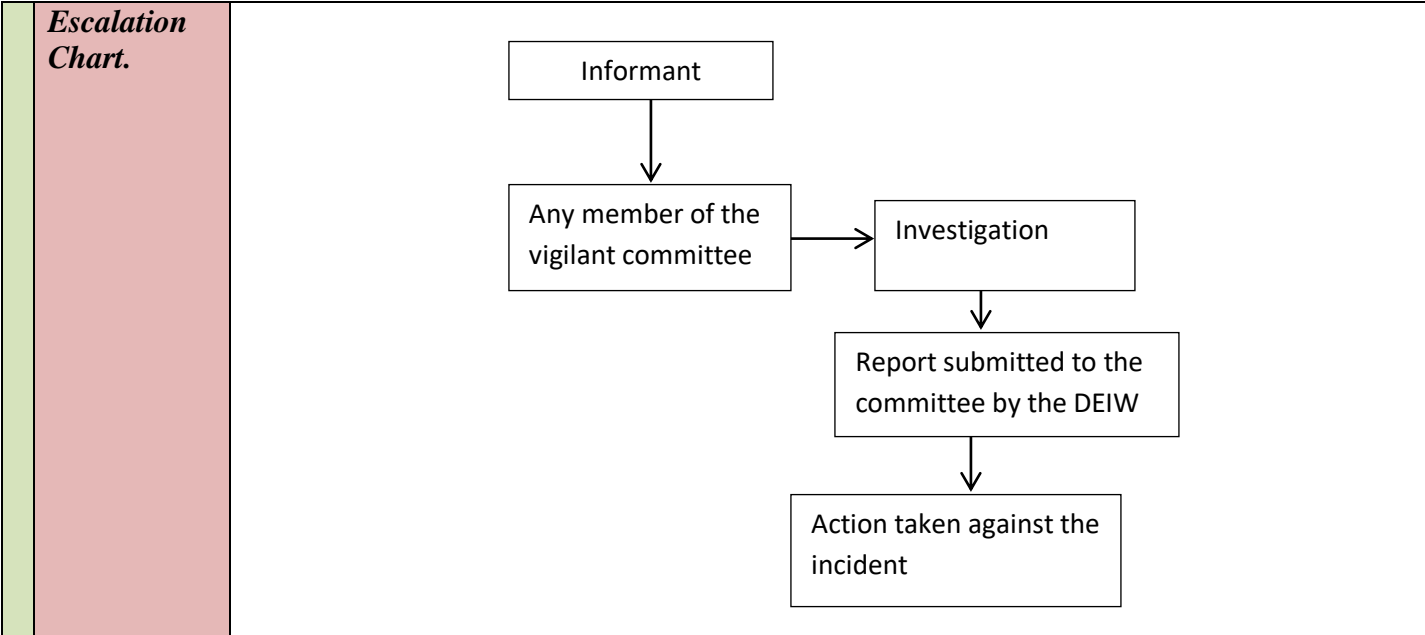 Escalation
Chart.
Informant
Any member of the
vigilant committee
Investigation
Report submitted to the
committee by the DEIW
Action taken against the
incident